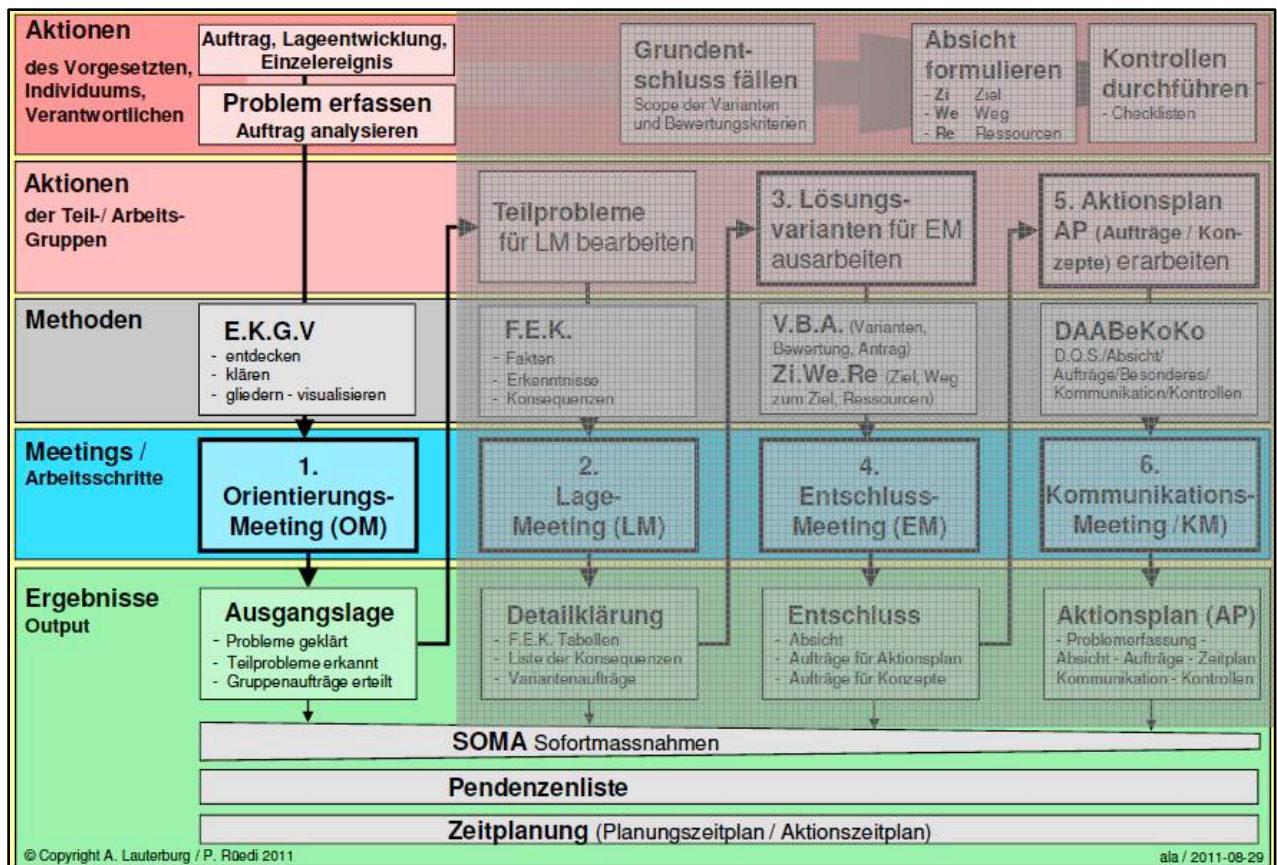 Aktionen
des Vorgesetzten,
Individuums,
Verantwortlichen
Auftrag, Lageentwicklung,
Einzelereignis
Problem erfassen
Auftrag analysieren
Grundent-
schluss fällen
Scope der Varianten
und Bewertungskriterien
Absicht
formulieren
- Zi Ziel
- We Weg
- Re Ressourcen
Kontrollen
durchführen
- Checklisten
Aktionen
der Teil-/ Arbeits-
Gruppen
Teilprobleme
für LM bearbeiten
3. Lösungs-
varianten für EM
ausarbeiten
5. Aktionsplan
AP (Aufträge / Kon-
zepte) erarbeiten
Methoden
E.K.G.V
- entdecken
- klären
- gliedern - visualisieren
F.E.K.
- Fakten
- Erkenntnisse
- Konsequenzen
V.B.A. (Varianten,
Bewertung, Antrag)
Zi.We.Re (Ziel, Weg
zum Ziel, Ressourcen)
DAABeKoKo
D.Q.S./Absicht/
Aufträge/Besonderes/
Kommunikation/Kontrollen
Meetings /
Arbeitsschritte
1.
Orientierungs-
Meeting (OM)
2.
Lage-
Meeting (LM)
4.
Entschluss-
Meeting (EM)
6.
Kommunikations-
Meeting /KM)
Ergebnisse
Output
Ausgangslage
- Probleme geklärt
- Teilprobleme erkannt
- Gruppenaufträge erteilt
Detailklärung
- F.E.K. Tabellen
- Liste der Konsequenzen
- Variantenaufträge
Entschluss
- Absicht
- Aufträge für Aktionsplan
- Aufträge für Konzepte
Aktionsplan (AP)
- Problemerfassung -
Absicht - Aufträge - Zeitplan
Kommunikation - Kontrollen
SOMA Sofortmassnahmen
Pendenzenliste
Zeitplanung (Planungszeitplan / Aktionszeitplan)
© Copyright A. Lauterburg / P. Rüedi 2011
ala / 2011-08-29